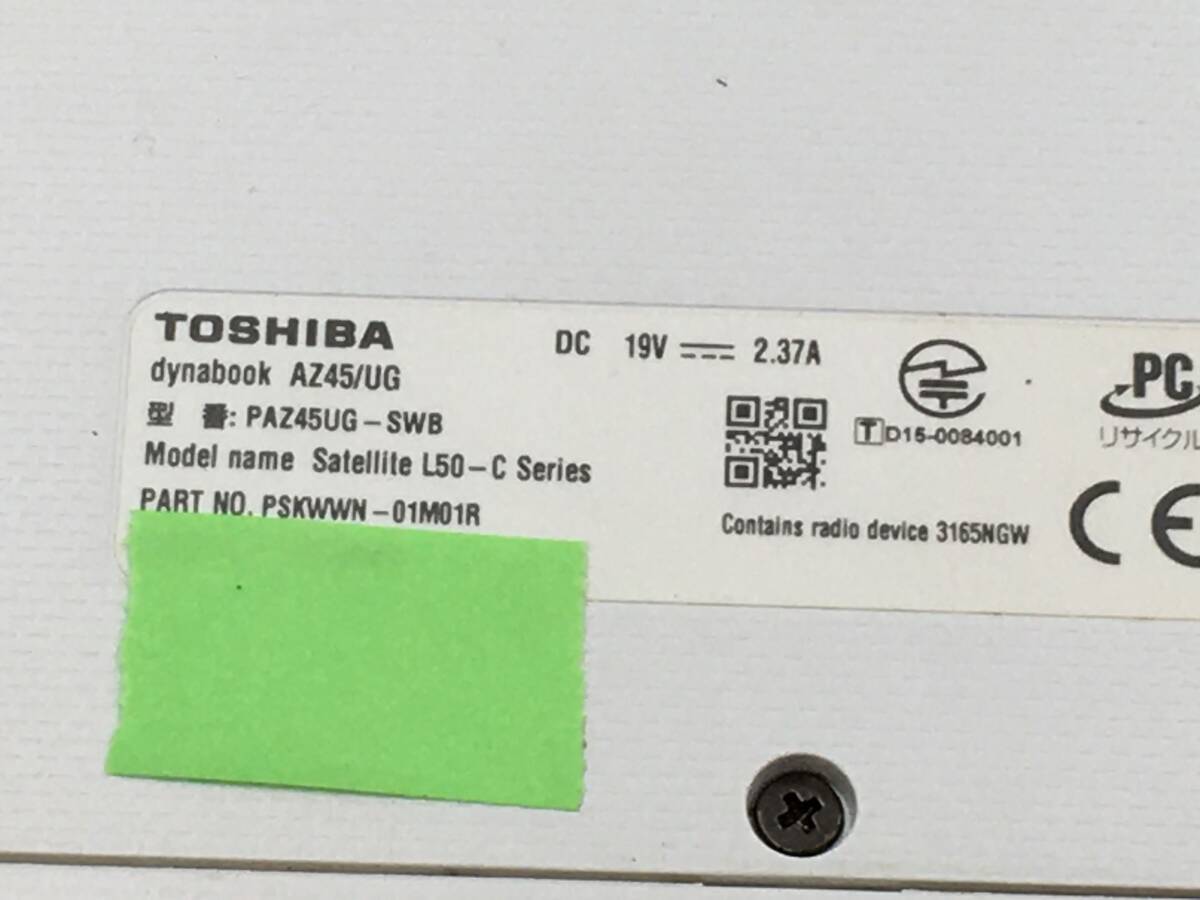 TOSHIBA
dynabook AZ45/UG
型 番: PAZ45UG-SWB
Model name Satellite L50-C Series
PART NO. PSKWWN-01M01R
DC 19V 2.37A
T D15-0084001
Contains radio device 3165NGW
PC
リサイクル
CE